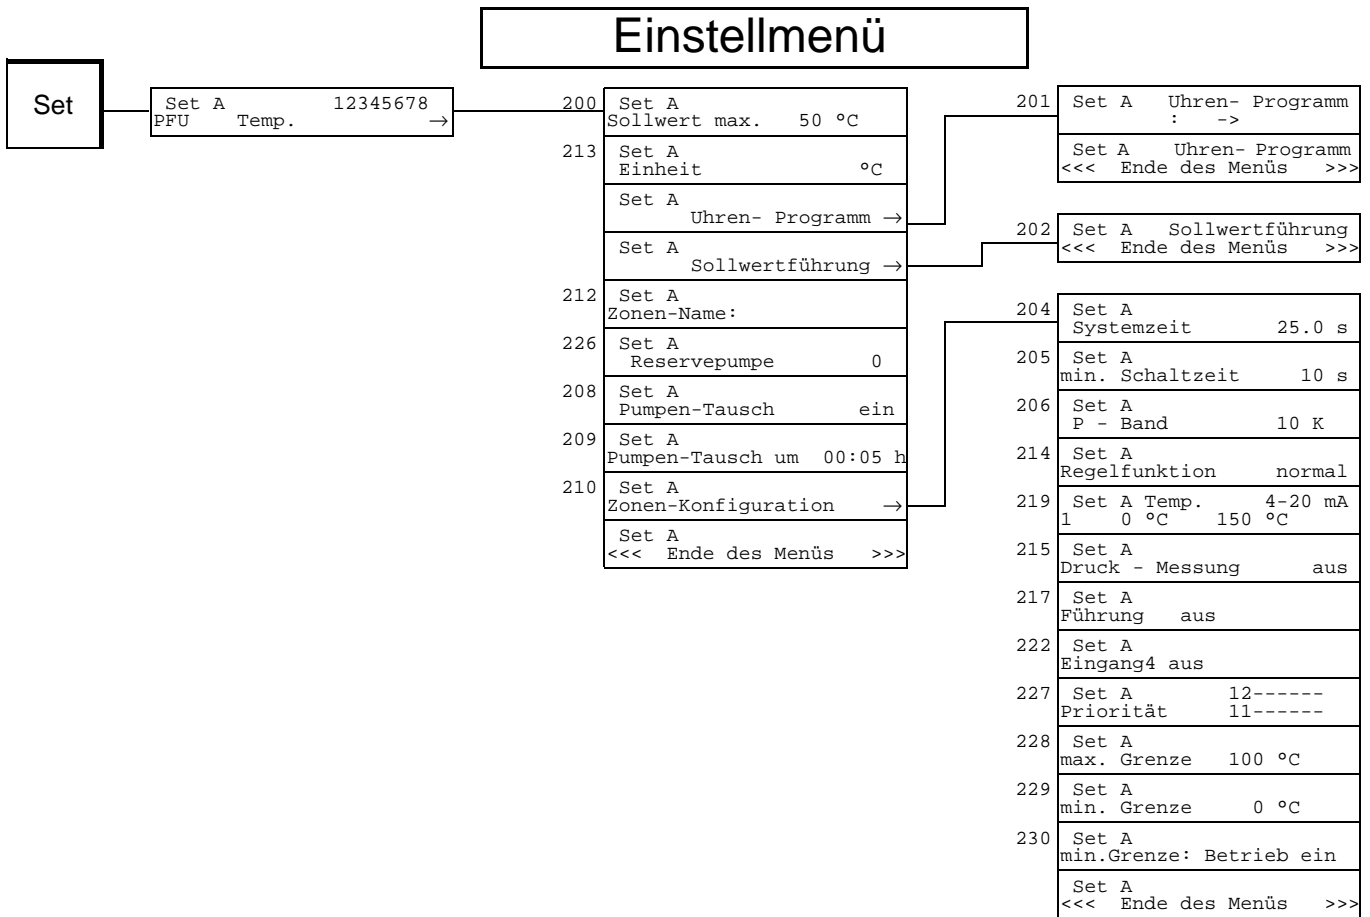 Einstellmenü
Set
Set A 12345678
PFU Temp. →
200 Set A
Sollwert max. 50 °C
213 Set A
Einheit °C
Set A
Uhren- Programm →
Set A
Sollwertführung →
212 Set A
Zonen-Name:
226 Set A
Reservepumpe 0
208 Set A
Pumpen-Tausch ein
209 Set A
Pumpen-Tausch um 00:05 h
210 Set A
Zonen-Konfiguration →
Set A
<<< Ende des Menüs >>>
201 Set A Uhren- Programm
: ->
Set A Uhren- Programm
<<< Ende des Menüs >>>
202 Set A Sollwertführung
<<< Ende des Menüs >>>
204 Set A
Systemzeit 25.0 s
205 Set A
min. Schaltzeit 10 s
206 Set A
P - Band 10 K
214 Set A
Regelfunktion normal
219 Set A Temp. 4-20 mA
1 0 °C 150 °C
215 Set A
Druck - Messung aus
217 Set A
Führung aus
222 Set A
Eingang4 aus
227 Set A 12------
Priorität 11------
228 Set A
max. Grenze 100 °C
229 Set A
min. Grenze 0 °C
230 Set A
min.Grenze: Betrieb ein
Set A
<<< Ende des Menüs >>>